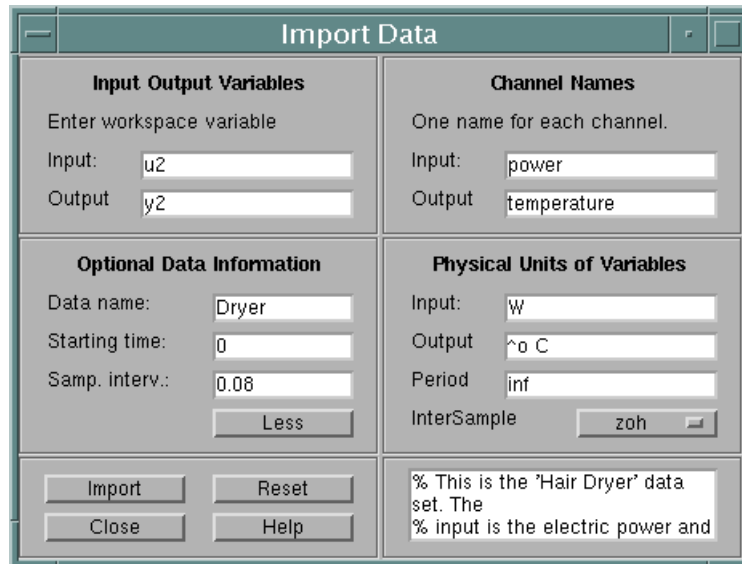 Import Data
Input Output Variables
Enter workspace variable
Input: u2
Output y2
Channel Names
One name for each channel.
Input: power
Output temperature
Optional Data Information
Data name: Dryer
Starting time: 0
Samp. interv.: 0.08
Less
Physical Units of Variables
Input: W
Output ^o C
Period inf
InterSample zoh
Import Reset
Close Help
% This is the 'Hair Dryer' data
set. The
% input is the electric power and